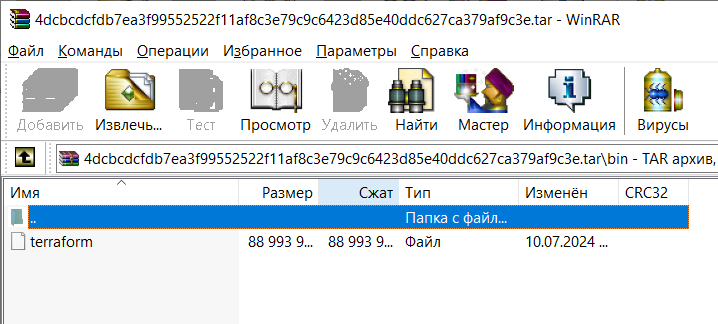 4dcbcdcfdb7ea3f99552522f11af8c3e79c9c6423d85e40ddc627ca379af9c3e.tar - WinRAR
Файл Команды Операции Избранное Параметры Справка
Добавить Извлечь... Тест Просмотр Удалить Найти Мастер Информация Вирусы
4dcbcdcfdb7ea3f99552522f11af8c3e79c9c6423d85e40ddc627ca379af9c3e.tar\bin - TAR архив,
Имя Размер Сжат Тип Изменён CRC32
.. Папка с файл...
terraform 88 993 9... 88 993 9... Файл 10.07.2024 ...